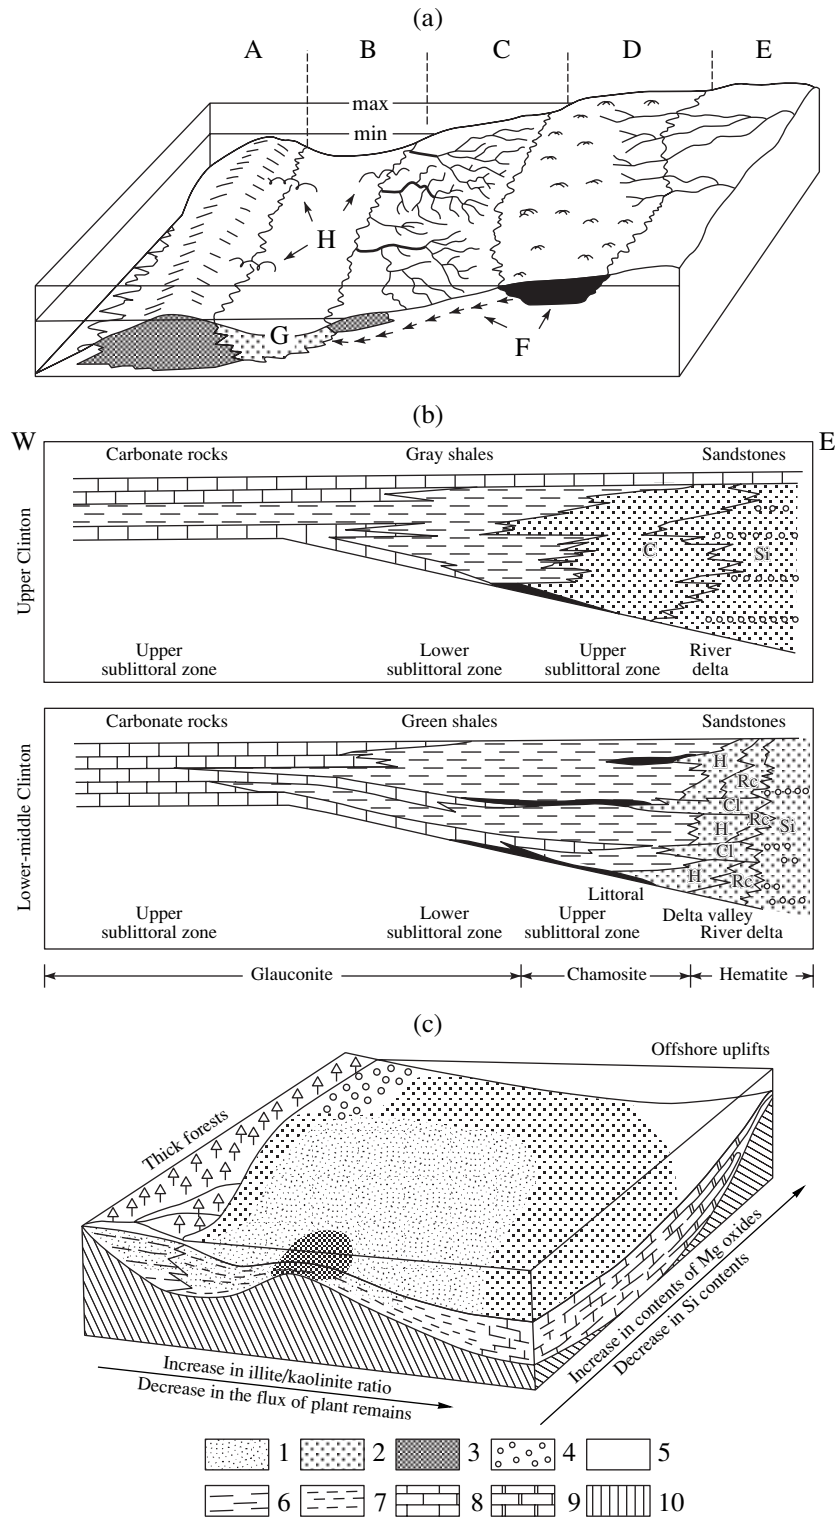 (a)
A B C D E
max
min
H
G
F
(b)
W E
Carbonate rocks Gray shales Sandstones
Upper Clinton
C
Si
Upper sublittoral zone
Lower sublittoral zone
Upper sublittoral zone
River delta
Carbonate rocks Green shales Sandstones
Lower-middle Clinton
H
Rc
Cl
Rc
H
Si
Cl
H
Rc
Littoral
Upper sublittoral zone
Lower sublittoral zone
Upper sublittoral zone
Delta valley
River delta
Glauconite Chamosite Hematite
(c)
Offshore uplifts
Thick forests
Increase in contents of Mg oxides
Decrease in Si contents
Increase in illite/kaolinite ratio
Decrease in the flux of plant remains
1 2 3 4 5
6 7 8 9 10